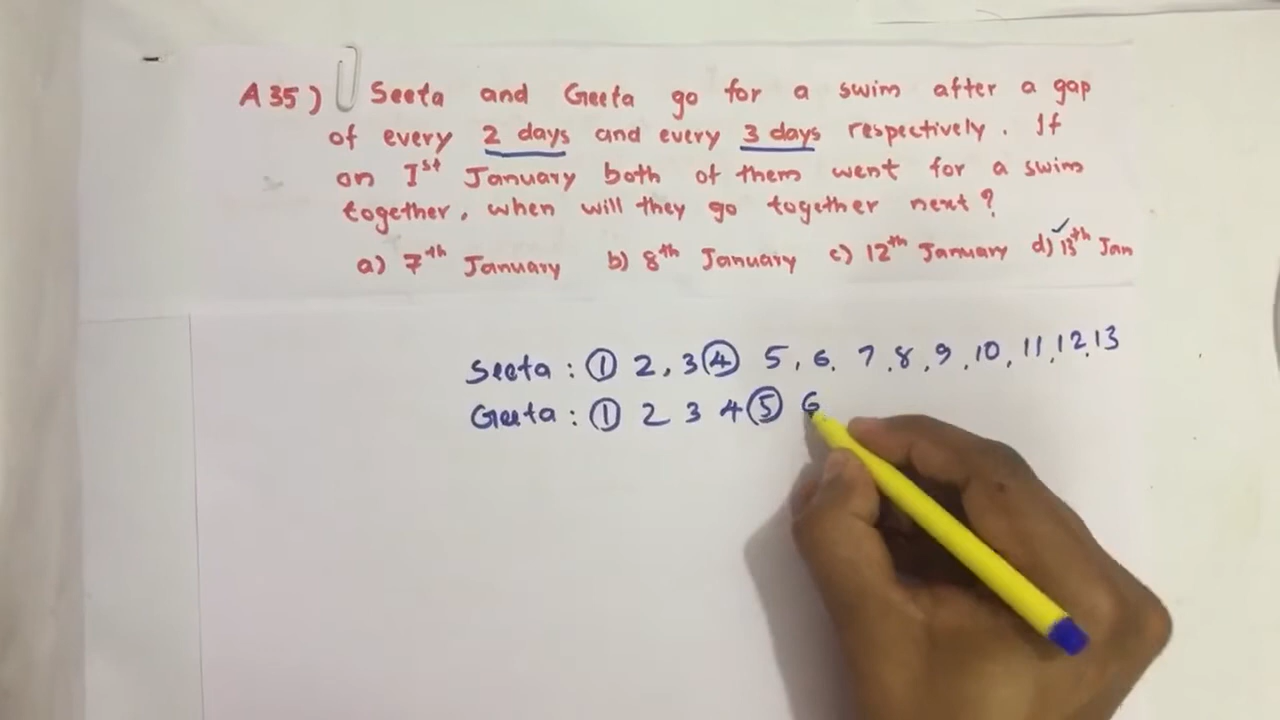 A35) Seeta and Geeta go for a swim after a gap
of every 2 days and every 3 days respectively. If
on Ist January both of them went for a swim
together, when will they go together next?
a) 7th January b) 8th January c) 12th January d) 13th Jan
Seeta : 1 2, 3 4 5, 6, 7, 8, 9, 10, 11, 12, 13
Geeta : 1 2 3 4 5 6